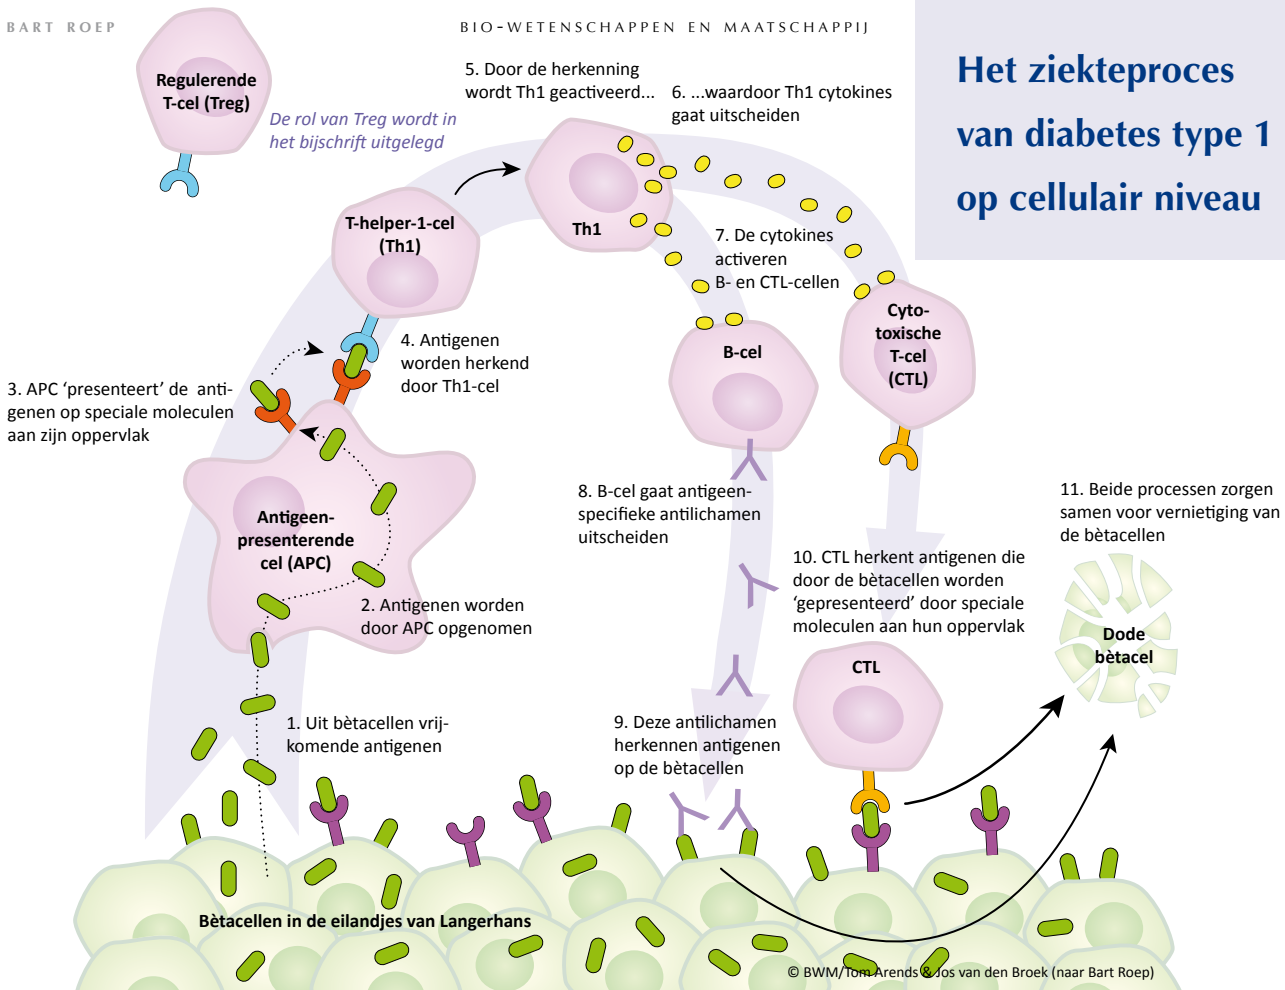 BART ROEP
BIO-WETENSCHAPPEN EN MAATSCHAPPIJ
Het ziekteproces
van diabetes type 1
op cellulair niveau
Regulerende
T-cel (Treg)
De rol van Treg wordt in
het bijschrift uitgelegd
5. Door de herkenning
wordt Th1 geactiveerd...
6. ...waardoor Th1 cytokines
gaat uitscheiden
T-helper-1-cel
(Th1)
Th1
7. De cytokines
activeren
B- en CTL-cellen
Cyto-
toxische
T-cel
(CTL)
B-cel
4. Antigenen
worden herkend
door Th1-cel
3. APC ‘presenteert’ de anti-
genen op speciale moleculen
aan zijn oppervlak
Antigeen-
presenterende
cel (APC)
8. B-cel gaat antigeen-
specifieke antilichamen
uitscheiden
11. Beide processen zorgen
samen voor vernietiging van
de bètacellen
10. CTL herkent antigenen die
door de bètacellen worden
‘gepresenteerd’ door speciale
moleculen aan hun oppervlak
2. Antigenen worden
door APC opgenomen
Dode
bètacel
CTL
1. Uit bètacellen vrij-
komende antigenen
9. Deze antilichamen
herkennen antigenen
op de bètacellen
Bètacellen in de eilandjes van Langerhans
© BWM/Tom Arends & Jos van den Broek (naar Bart Roep)